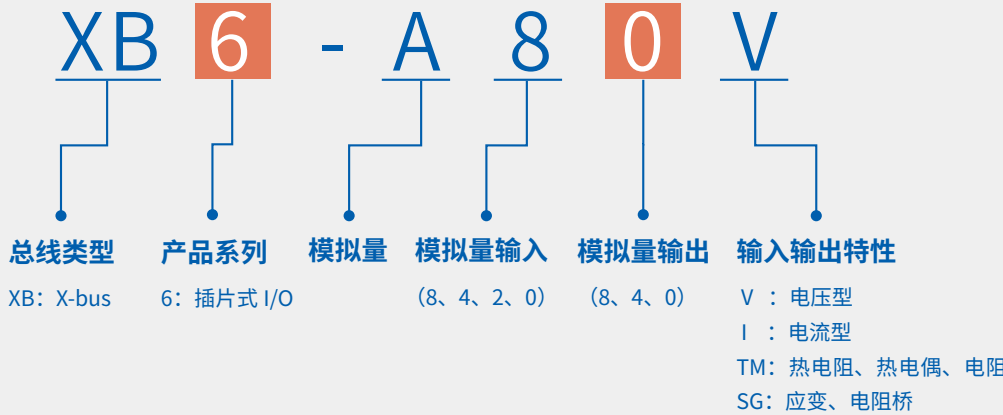 XB 6 - A 8 0 V
总线类型 产品系列 模拟量 模拟量输入 模拟量输出 输入输出特性
XB：X-bus 6：插片式 I/O （8、4、2、0） （8、4、0） V ：电压型
I ：电流型
TM：热电阻、热电偶、电阻
SG：应变、电阻桥